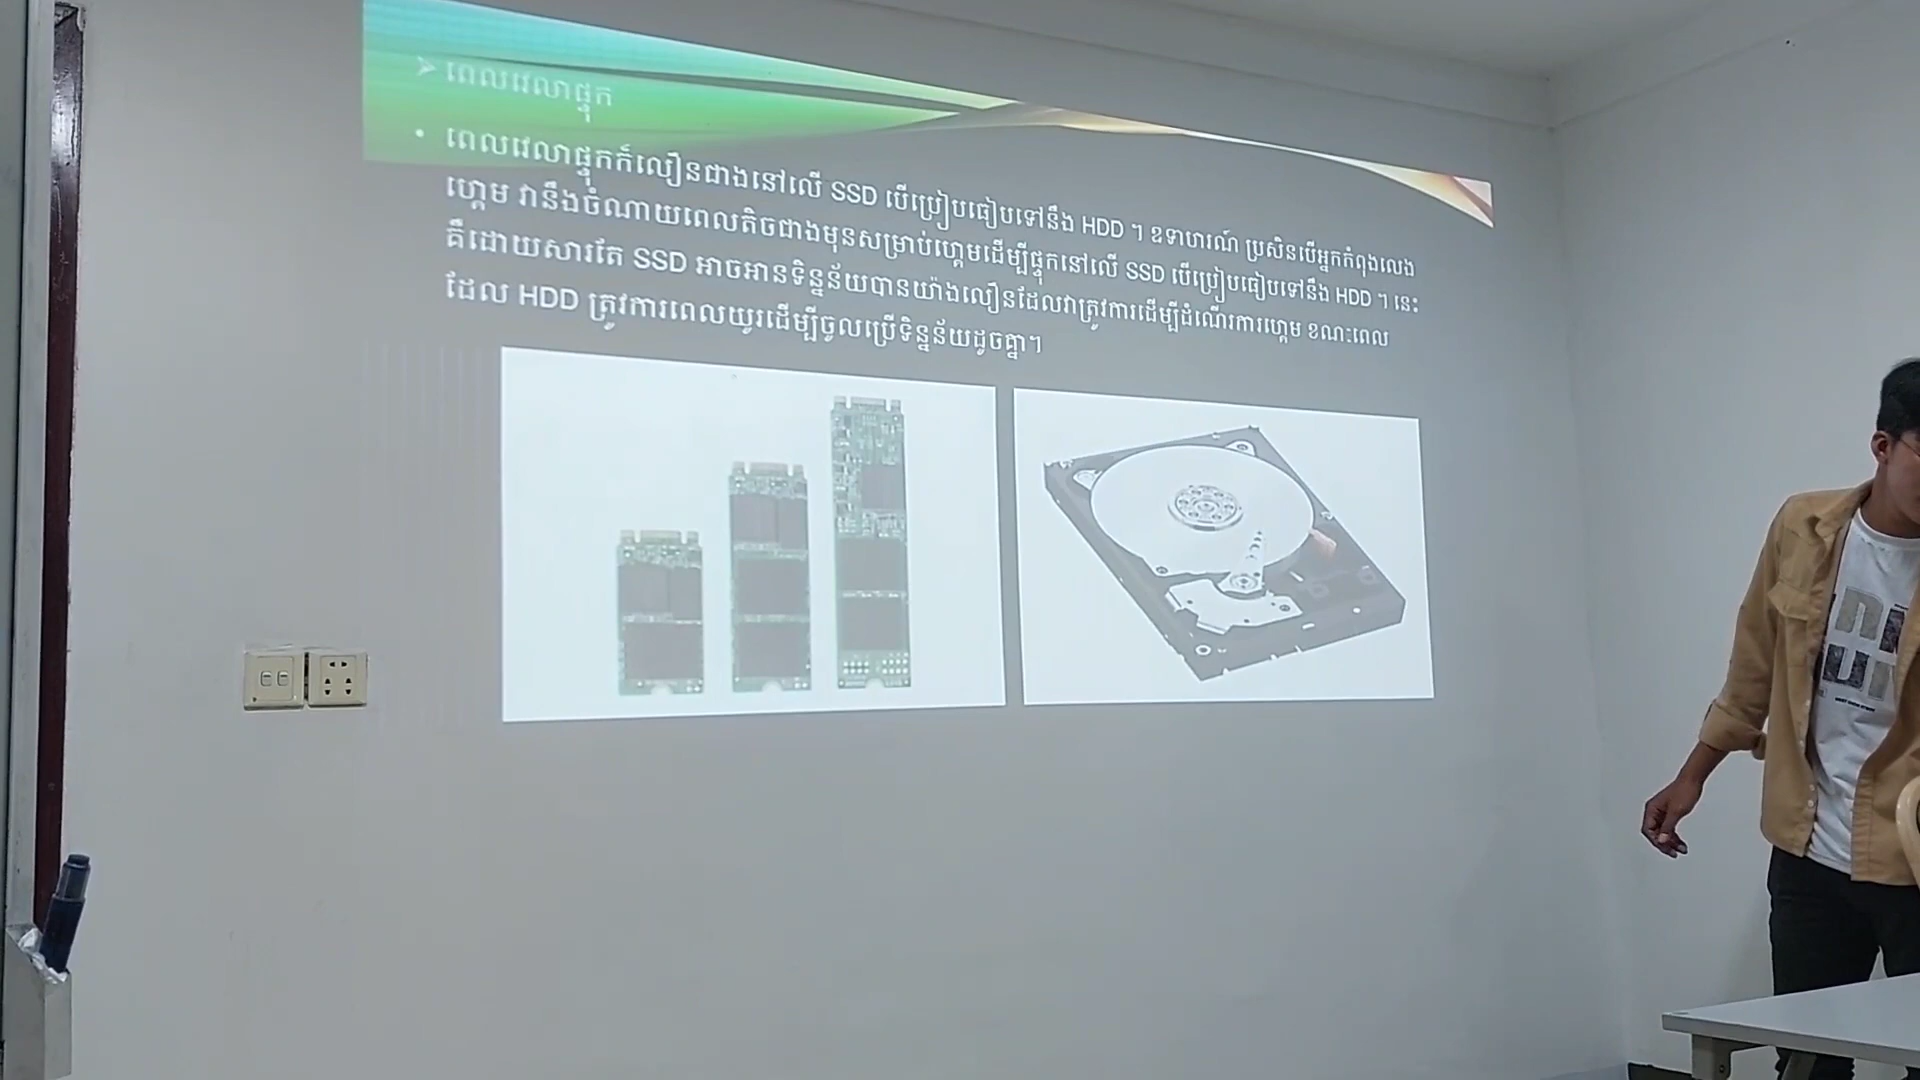 ➢ ពេលវេលាផ្ទុក
• ពេលវេលាផ្ទុកក៏លឿនជាងនៅលើ SSD បើប្រៀបធៀបទៅនឹង HDD ។ ឧទាហរណ៍ ប្រសិនបើអ្នកកំពុងលេង
ហ្គេម វានឹងចំណាយពេលតិចជាងមុនសម្រាប់ហ្គេមដើម្បីផ្ទុកនៅលើ SSD បើប្រៀបធៀបទៅនឹង HDD ។ នេះ
គឺដោយសារតែ SSD អាចអានទិន្នន័យបានយ៉ាងលឿនដែលវាត្រូវការដើម្បីដំណើរការហ្គេម ខណៈពេល
ដែល HDD ត្រូវការពេលយូរដើម្បីចូលប្រើទិន្នន័យដូចគ្នា។